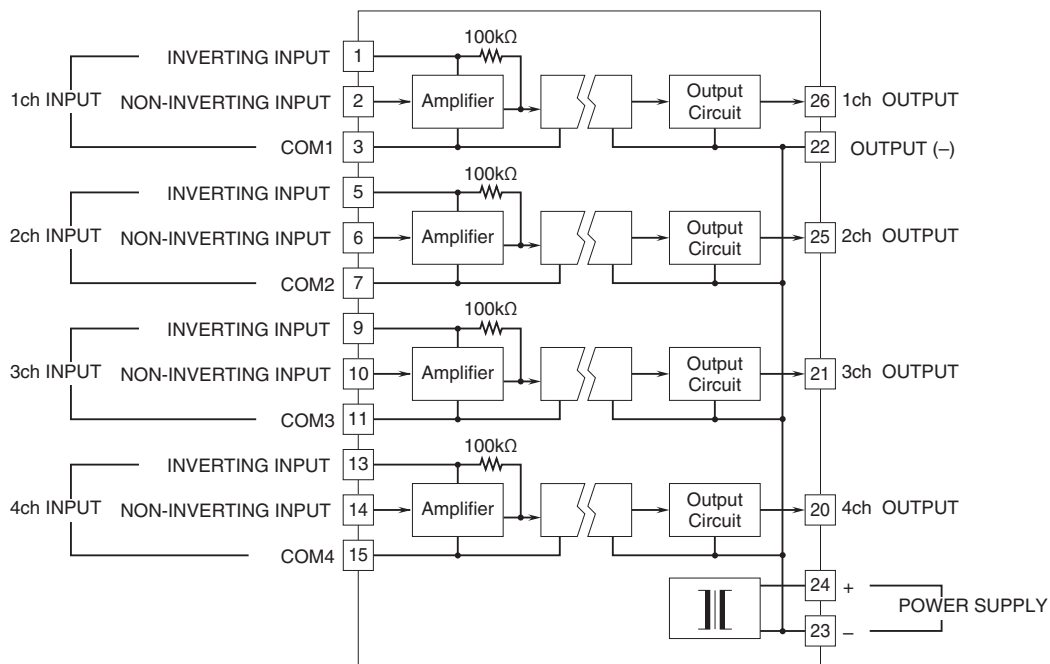 100kΩ
INVERTING INPUT 1
1ch INPUT NON-INVERTING INPUT 2 Amplifier Output Circuit 26 1ch OUTPUT
COM1 3 22 OUTPUT (–)
100kΩ
INVERTING INPUT 5
2ch INPUT NON-INVERTING INPUT 6 Amplifier Output Circuit 25 2ch OUTPUT
COM2 7
100kΩ
INVERTING INPUT 9
3ch INPUT NON-INVERTING INPUT 10 Amplifier Output Circuit 21 3ch OUTPUT
COM3 11
100kΩ
INVERTING INPUT 13
4ch INPUT NON-INVERTING INPUT 14 Amplifier Output Circuit 20 4ch OUTPUT
COM4 15
24 +
POWER SUPPLY
23 –